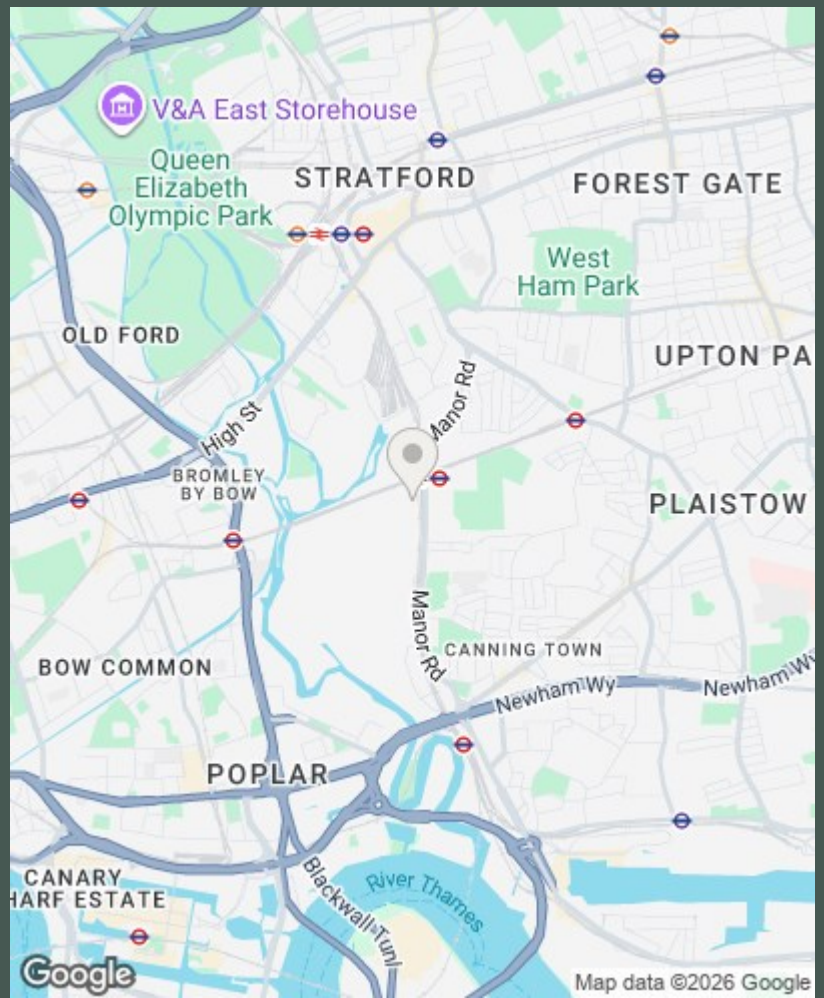 V&A East Storehouse
Queen
Elizabeth
Olympic Park
STRATFORD
FOREST GATE
West
Ham Park
OLD FORD
UPTON PA
Manor Rd
High St
BROMLEY
BY BOW
PLAISTOW
Manor Rd
CANNING TOWN
BOW COMMON
Newham Wy
Newham Wy
POPLAR
CANARY
HARF ESTATE
Blackwall Tunl
River Thames
Google
Map data ©2026 Google